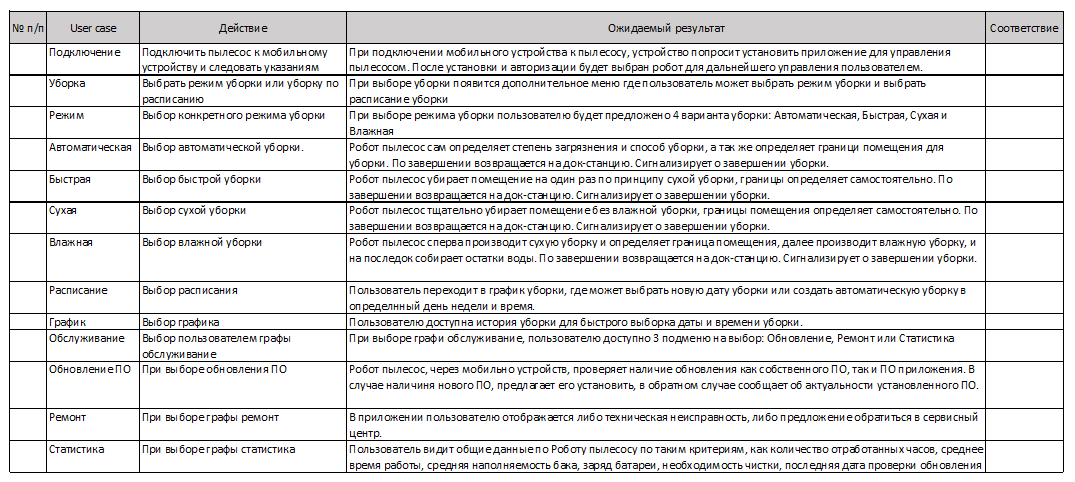 № п/п User case Действие Ожидаемый результат Соответствие
Подключение Подключить пылесос к мобильному При подключении мобильного устройства к пылесосу, устройство попросит установить приложение для управления
устройству и следовать указаниям пылесосом. После установки и авторизации будет выбран робот для дальнейшего управления пользователем.
Уборка Выбрать режим уборки или уборку по При выборе уборки появится дополнительное меню где пользователь может выбрать режим уборки и выбрать
расписанию расписание уборки
Режим Выбор конкретного режима уборки При выборе режима уборки пользователю будет предложено 4 варианта уборки: Автоматическая, Быстрая, Сухая и
Влажная
Автоматическая Выбор автоматической уборки. Робот пылесос сам определяет степень загрязнения и способ уборки, а так же определяет граници помещения для
уборки. По завершении возвращается на док-станцию. Сигнализирует о завершении уборки.
Быстрая Выбор быстрой уборки Робот пылесос убирает помещение на один раз по принципу сухой уборки, границы определяет самостоятельно. По
завершении возвращается на док-станцию. Сигнализирует о завершении уборки.
Сухая Выбор сухой уборки Робот пылесос тщательно убирает помещение без влажной уборки, границы помещения определяет самостоятельно. По
завершении возвращается на док-станцию. Сигнализирует о завершении уборки.
Влажная Выбор влажной уборки Робот пылесос сперва производит сухую уборку и определяет граница помещения, далее производит влажную уборку, и
на последок собирает остатки воды. По завершении возвращается на док-станцию. Сигнализирует о завершении уборки.
Расписание Выбор расписания Пользователь переходит в график уборки, где может выбрать новую дату уборки или создать автоматическую уборку в
определнный день недели и время.
График Выбор графика Пользователю доступна история уборки для быстрого выборка даты и времени уборки.
Обслуживание Выбор пользователем графы При выборе графи обслуживание, пользователю доступно 3 подменю на выбор: Обновление, Ремонт или Статистика
обслуживание
Обновление ПО При выборе обновления ПО Робот пылесос, через мобильно устройств, проверяет наличие обновления как собственного ПО, так и ПО приложения. В
случае наличиня нового ПО, предлагает его установить, в обратном случае сообщает об актуальности установленного ПО.
Ремонт При выборе графы ремонт В приложении пользователю отображается либо техническая неисправность, либо предложение обратиться в сервисный
центр.
Статистика При выборе графы статистика Пользователь видит общие данные по Роботу пылесосу по таким критериям, как количество отработанных часов, среднее
время работы, средняя наполняемость бака, заряд батареи, необходимость чистки, последняя дата проверки обновления